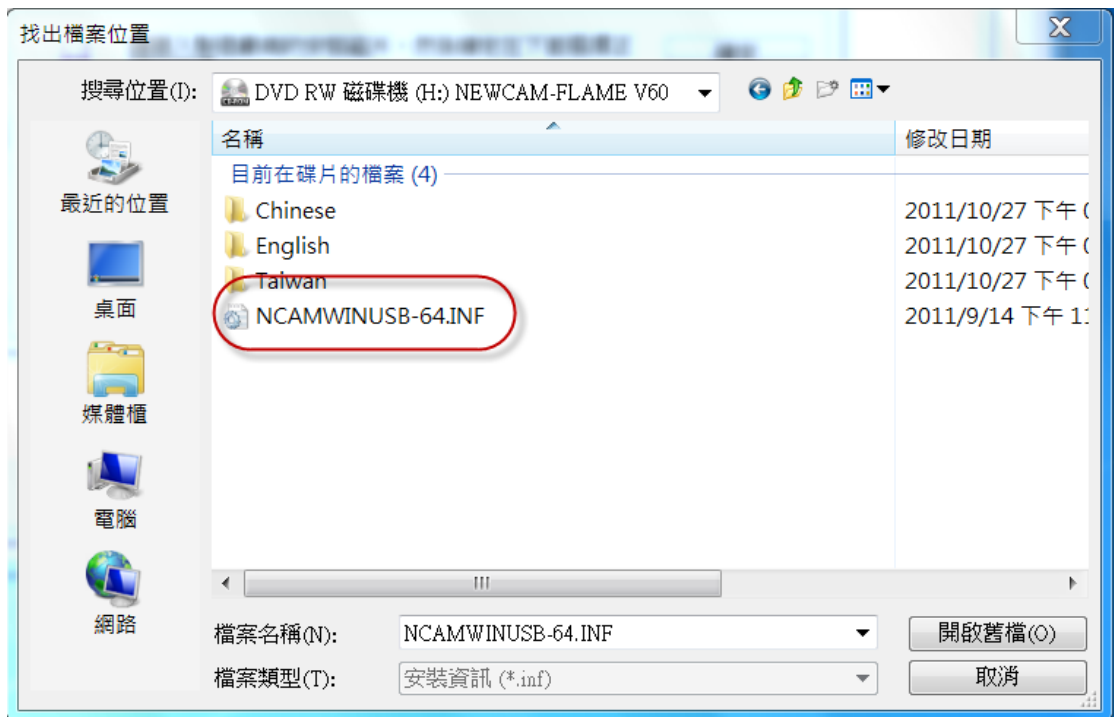 找出檔案位置
搜尋位置(I): DVD RW 磁碟機 (H:) NEWCAM-FLAME V60
名稱 修改日期
目前在碟片的檔案 (4)
Chinese 2011/10/27 下午
English 2011/10/27 下午
Taiwan 2011/10/27 下午
NCAMWINUSB-64.INF 2011/9/14 下午
最近的位置
桌面
媒體櫃
電腦
網路
檔案名稱(N): NCAMWINUSB-64.INF 開啟舊檔(O)
檔案類型(T): 安裝資訊 (*.inf) 取消